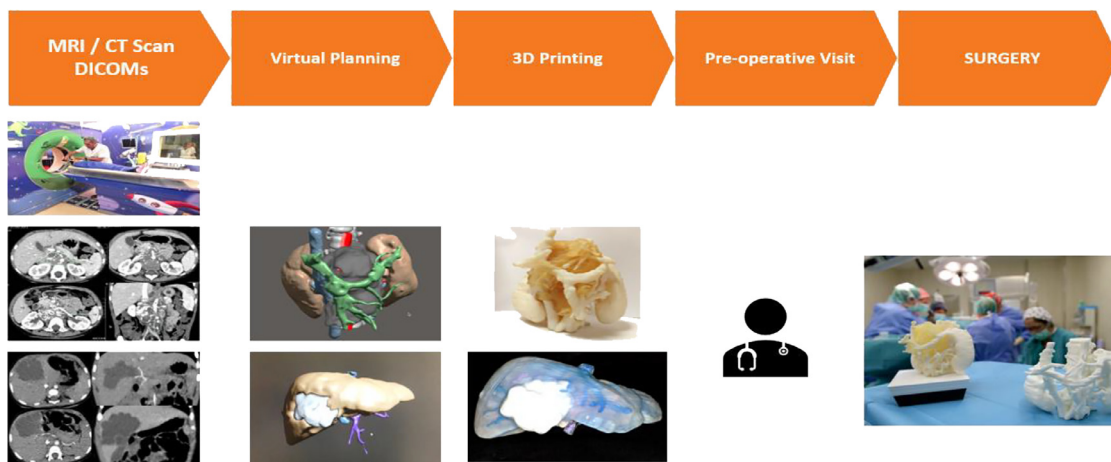 MRI / CT Scan
DICOMs
Virtual Planning
3D Printing
Pre-operative Visit
SURGERY